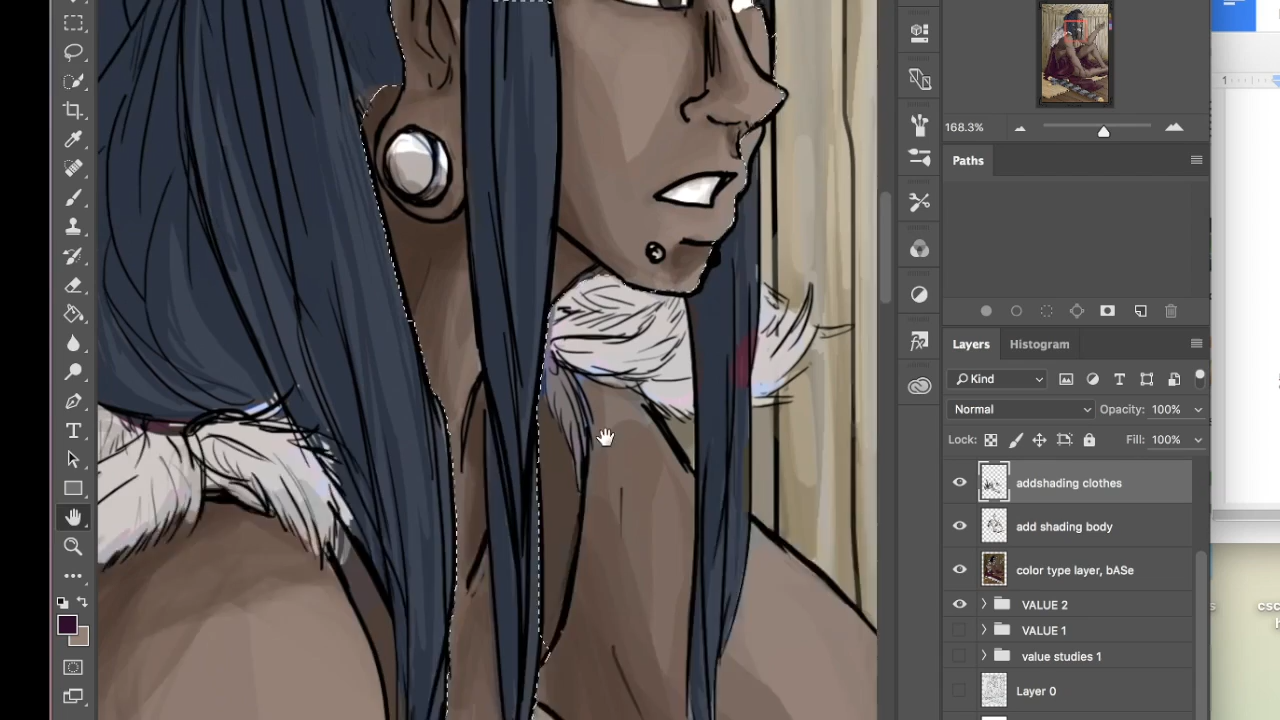 1
168.3%
Paths
Layers Histogram
Kind
Normal Opacity: 100%
Lock: Fill: 100%
addshading clothes
add shading body
color type layer, bASe
VALUE 2
VALUE 1
value studies 1
Layer 0